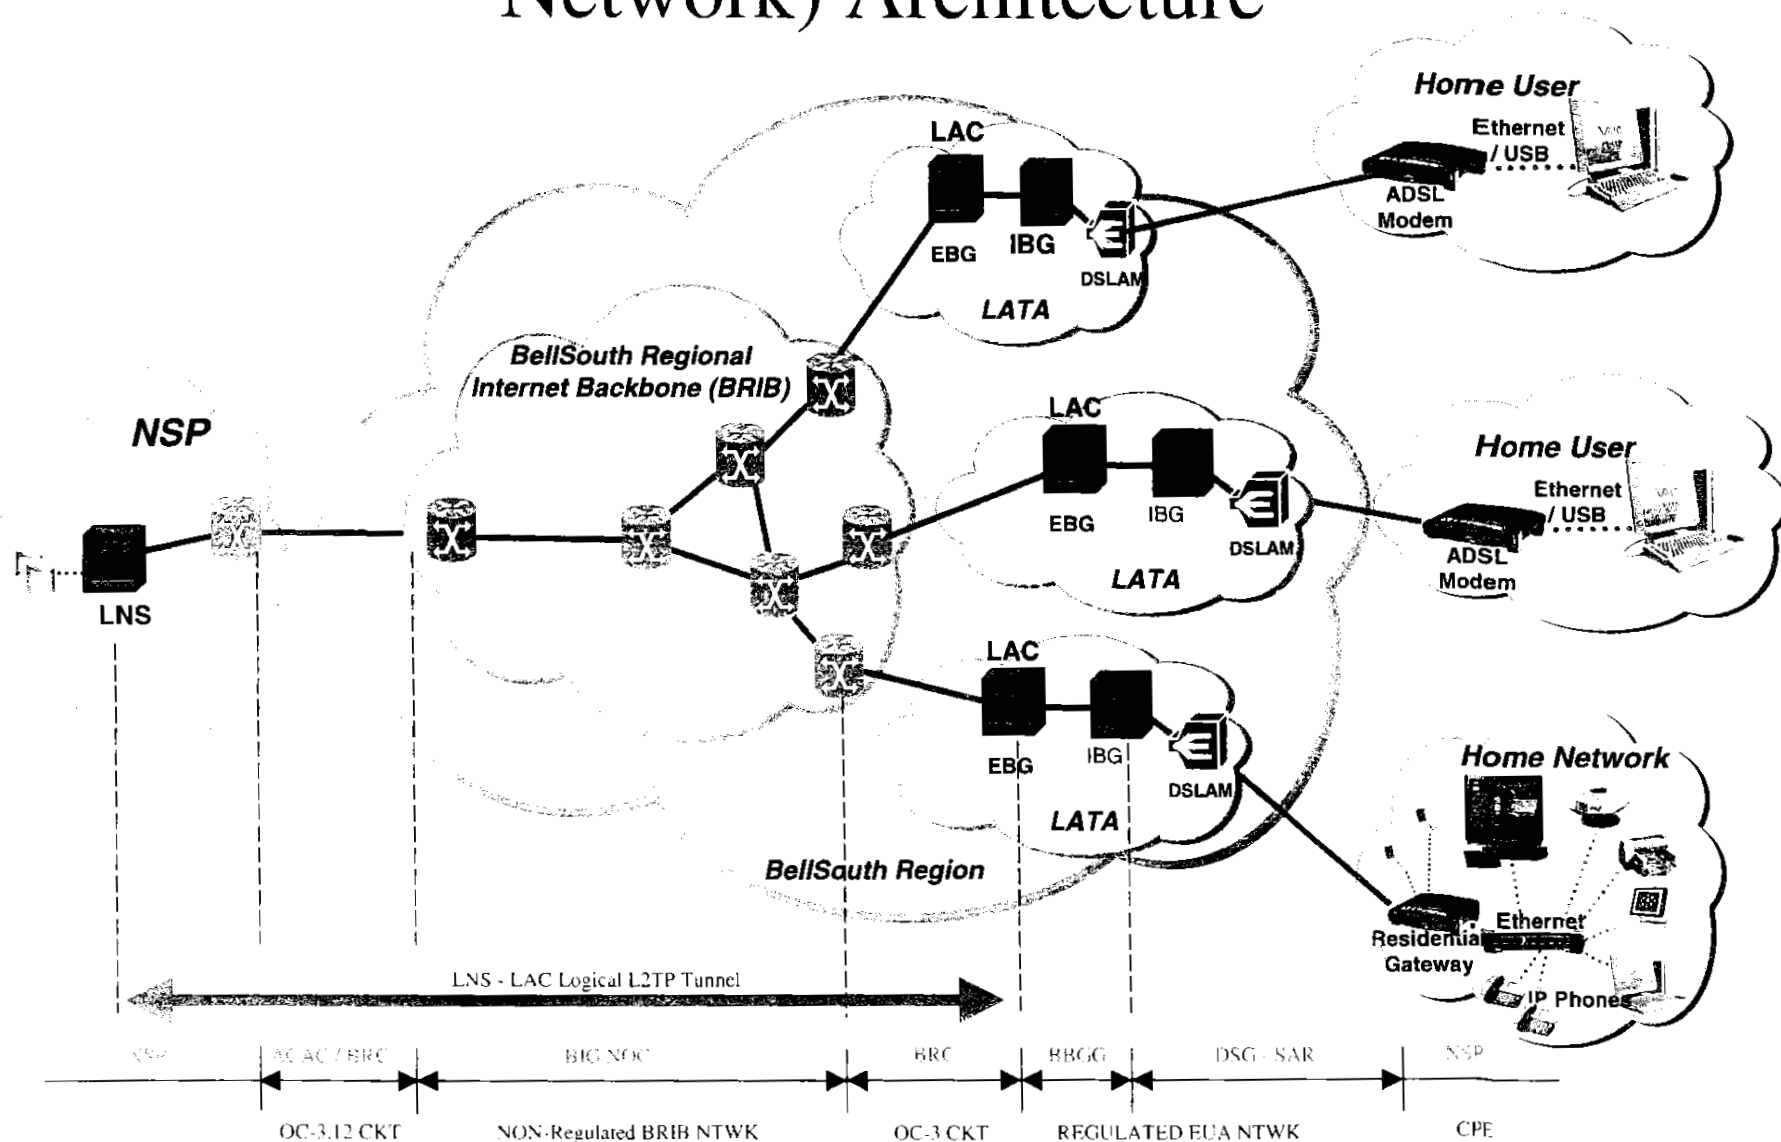 Network) Architecture
Home User
Ethernet
/ USB
ADSL
Modem
LAC
EBG
IBG
DSLAM
LATA
BellSouth Regional
Internet Backbone (BRIB)
NSP
LNS
LAC
EBG
IBG
DSLAM
LATA
Home User
Ethernet
/ USB
ADSL
Modem
LAC
EBG
IBG
DSLAM
LATA
BellSouth Region
Home Network
Ethernet
Residential
Gateway
IP Phones
LNS - LAC Logical L2TP Tunnel
NSP
ACAC / BRC
BIG NOC
BRC
BBGG
DSG - SAR
NSP
OC-3,12 CKT
NON-Regulated BRIB NTWK
OC-3 CKT
REGULATED EUA NTWK
CPE